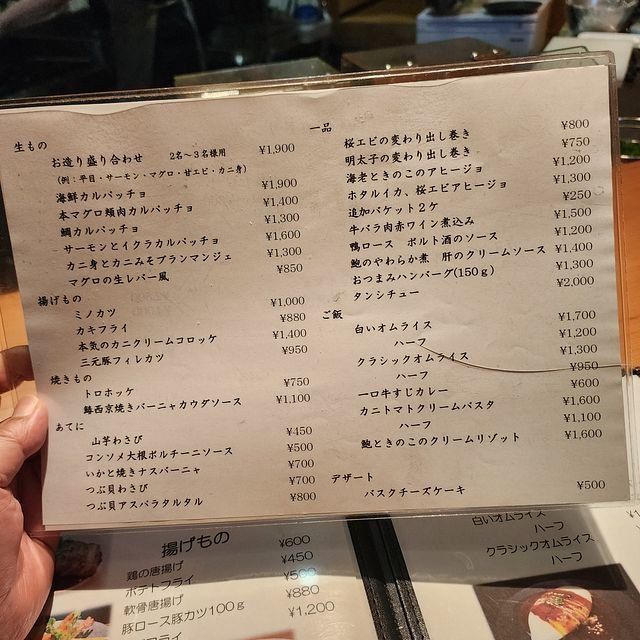 生もの
お造り盛り合わせ 2名～3名様用 ¥1,900
(例：平目・サーモン・マグロ・甘エビ・カニ身)
海鮮カルパッチョ ¥1,900
本マグロ頬肉カルパッチョ ¥1,400
鯛カルパッチョ ¥1,300
サーモンとイクラカルパッチョ ¥1,600
カニ身とカニみそブランマンジェ ¥1,300
マグロの生レバー風 ¥850
揚げもの
ミノカツ ¥1,000
カキフライ ¥880
本気のカニクリームコロッケ ¥1,400
三元豚フィレカツ ¥950
焼きもの
トロホッケ ¥750
鰆西京焼きバーニャカウダソース ¥1,100
あてに
山芋わさび ¥450
コンソメ大根ポルチーニソース ¥500
いかと焼きナスバーニャ ¥700
つぶ貝わさび ¥700
つぶ貝アスパラタルタル ¥800
一品
桜エビの変わり出し巻き ¥800
明太子の変わり出し巻き ¥750
海老ときのこのアヒージョ ¥1,200
ホタルイカ、桜エビアヒージョ ¥1,300
追加バケット２ケ ¥250
牛バラ肉赤ワイン煮込み ¥1,500
鴨ロース　ポルト酒のソース ¥1,200
鮑のやわらか煮　肝のクリームソース ¥1,400
おつまみハンバーグ(150ｇ) ¥1,300
タンシチュー ¥2,000
ご飯
白いオムライス ¥1,700
ハーフ ¥1,200
クラシックオムライス ¥1,300
ハーフ ¥950
一口牛すじカレー ¥600
カニトマトクリームパスタ ¥1,600
ハーフ ¥1,100
鮑ときのこのクリームリゾット ¥1,600
デザート
バスクチーズケーキ ¥500
揚げもの
鶏の唐揚げ ¥600
ポテトフライ ¥450
軟骨唐揚げ ¥500
豚ロース豚カツ100ｇ ¥880
¥1,200
白いオムライス
ハーフ
クラシックオムライス
ハーフ